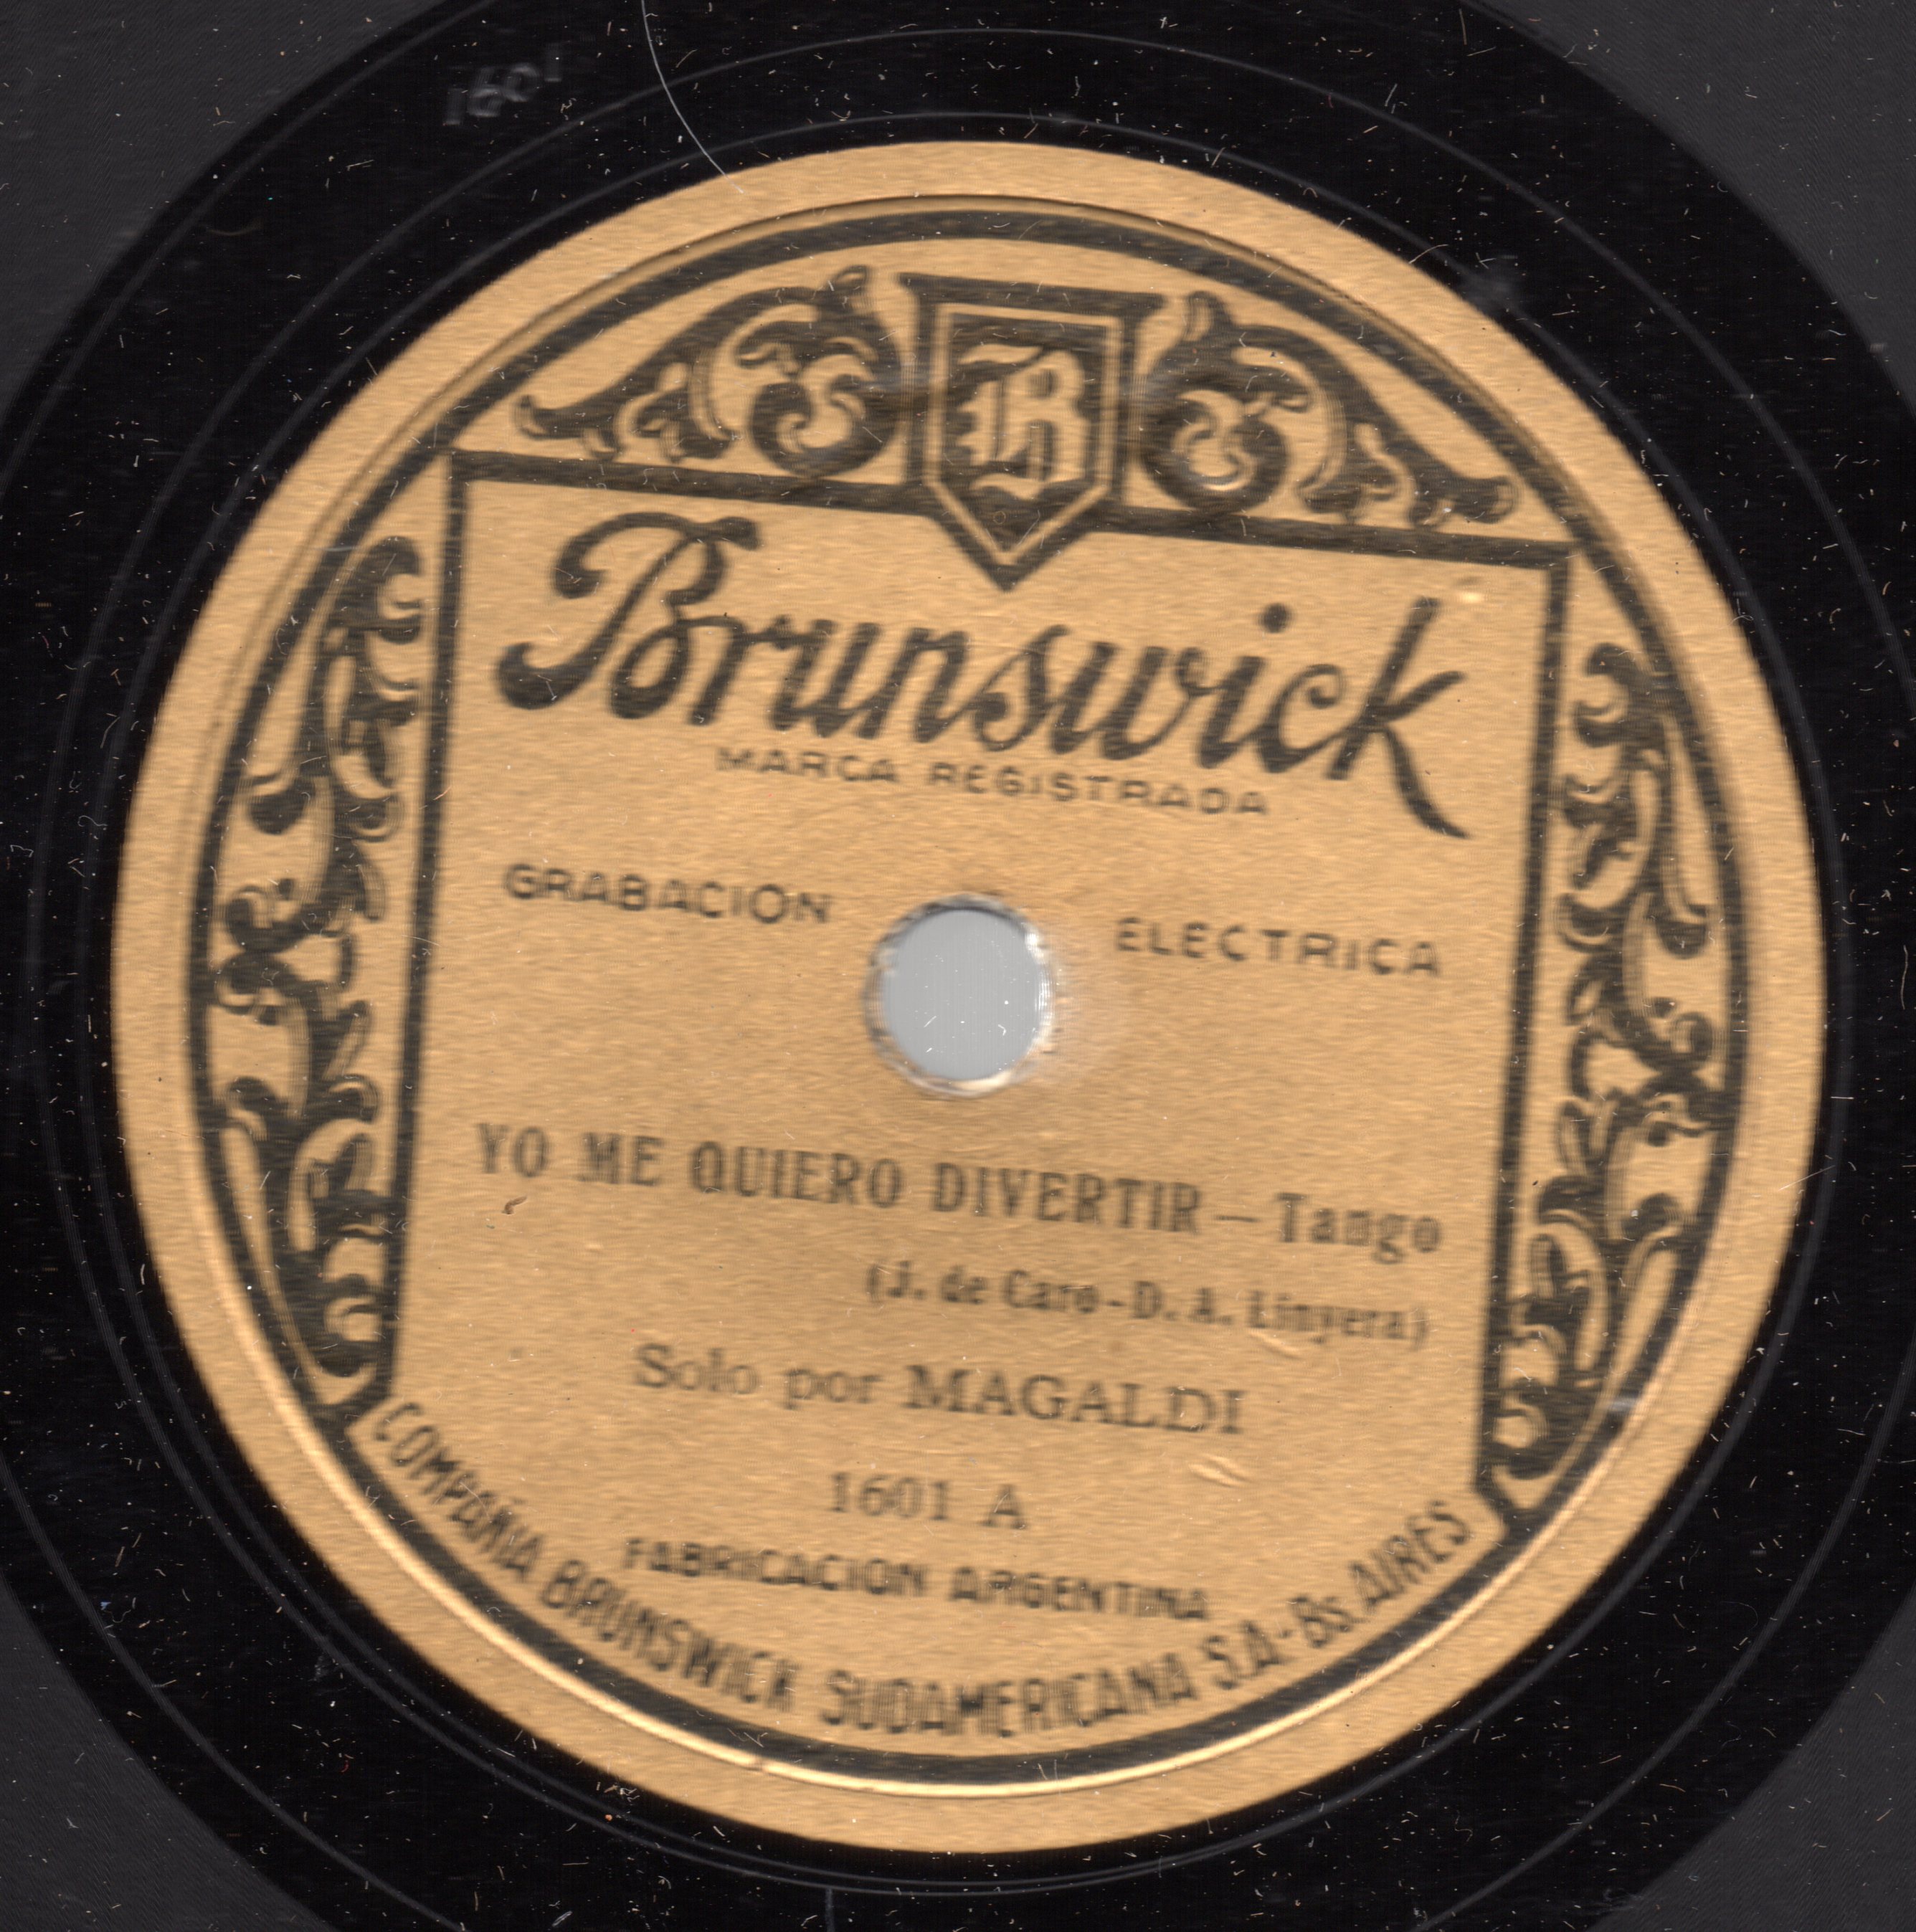 1601
B
Brunswick
MARCA REGISTRADA
GRABACION ELECTRICA
YO ME QUIERO DIVERTIR — Tango
(J. de Caro-D. A. Linyera)
Solo por MAGALDI
1601 A
FABRICACION ARGENTINA
COMPAÑIA BRUNSWICK SUDAMERICANA S.A-Bs. AIRES